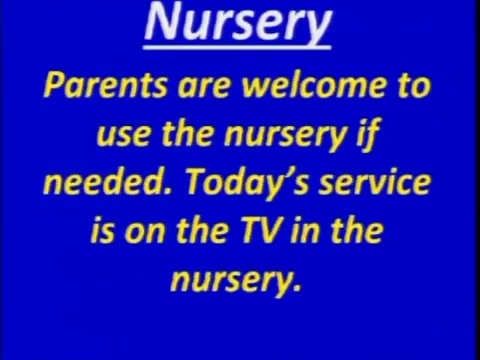 Nursery
Parents are welcome to
use the nursery if
needed. Today's service
is on the TV in the
nursery.